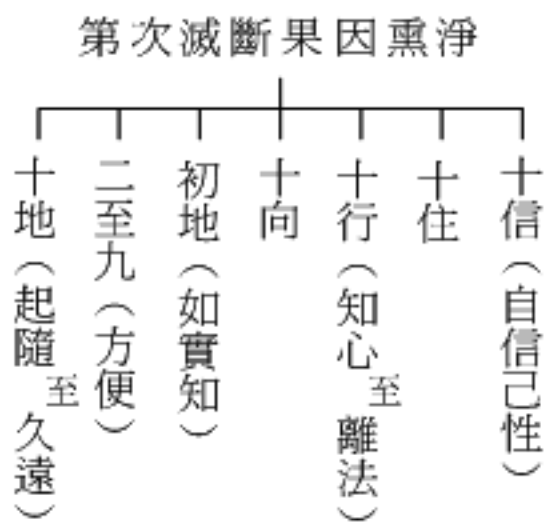 淨熏因果斷滅次第
十信（自信己性）
十住
十行（知心至離法）
十向
初地（如實知）
二至九（方便）
十地（起隨至久遠）